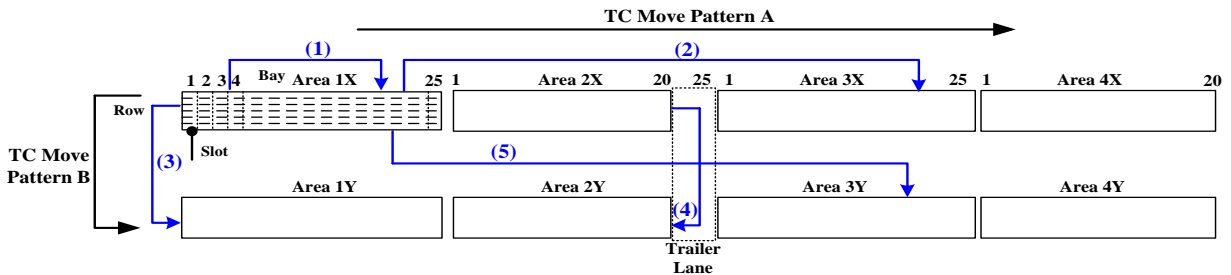 TC Move Pattern A
(1)
(2)
1 2 3 4 Bay Area 1X 25
1 Area 2X 20 25
1 Area 3X 25
1 Area 4X 20
Row
Slot
TC Move
Pattern B
(3)
(5)
Area 1Y
Area 2Y
Area 3Y
Area 4Y
(4)
Trailer
Lane